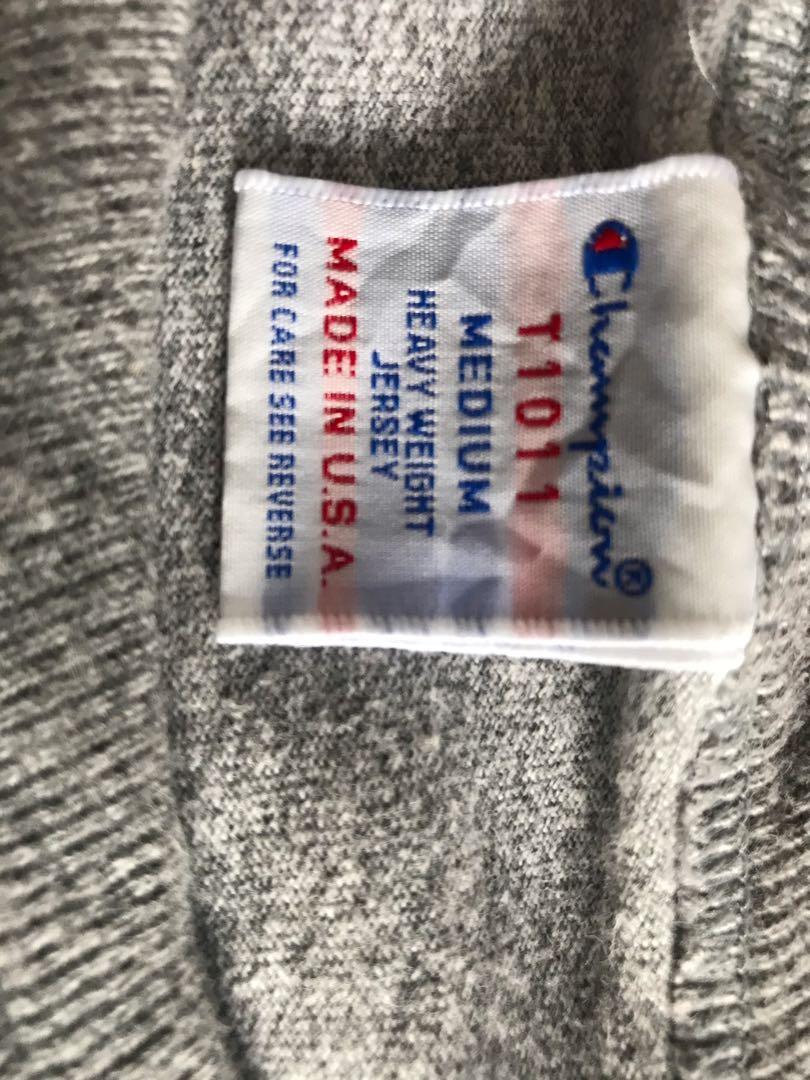 Champion®
T1011
MEDIUM
HEAVY WEIGHT
JERSEY
MADE IN U.S.A.
FOR CARE SEE REVERSE